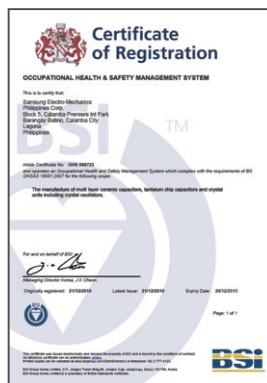 Certificate
of Registration
OCCUPATIONAL HEALTH & SAFETY MANAGEMENT SYSTEM
This is to certify that:
Samsung Electro-Mechanics
Philippines Corp.
Block 5, Calamba Premiere Int Park
Barangay Batino, Calamba City
Laguna
Philippines
BSI
TM
Holds Certificate No: OHS
and operates an Occupational Health and Safety Management System which complies with the requirements of BS
OHSAS 18001:2007 for the following scope:
The manufacture of multi layer ceramic capacitors, tantalum chip capacitors and crystal
units including crystal oscillators.
For and on behalf of BSI:
Managing Director Korea, J.K Cheon
Originally registered: 21/12/2010 Latest Issue: 21/12/2010 Expiry Date: 20/12/2013
Page: 1 of 1
BSi